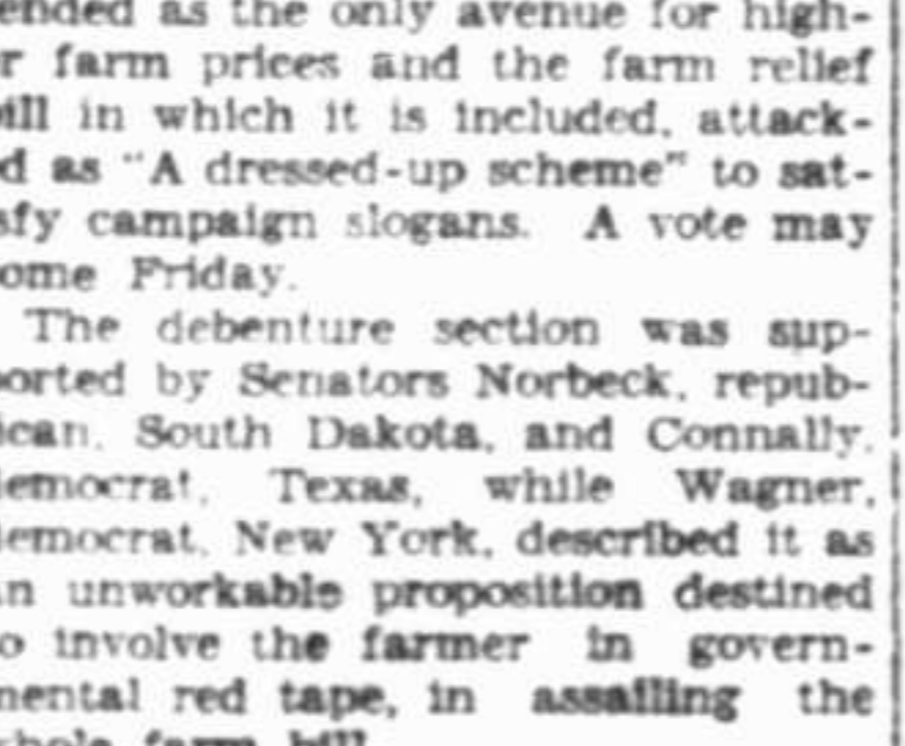 ended as the only avenue for high-
r farm prices and the farm relief
ill in which it is included, attack-
d as "A dressed-up scheme" to sat-
sfy campaign slogans. A vote may
ome Friday.
The debenture section was sup-
orted by Senators Norbeck, repub-
ican, South Dakota, and Connally,
emocrat, Texas, while Wagner,
emocrat, New York, described it as
n unworkable proposition destined
o involve the farmer in govern-
mental red tape, in assailing the
hole farm bill